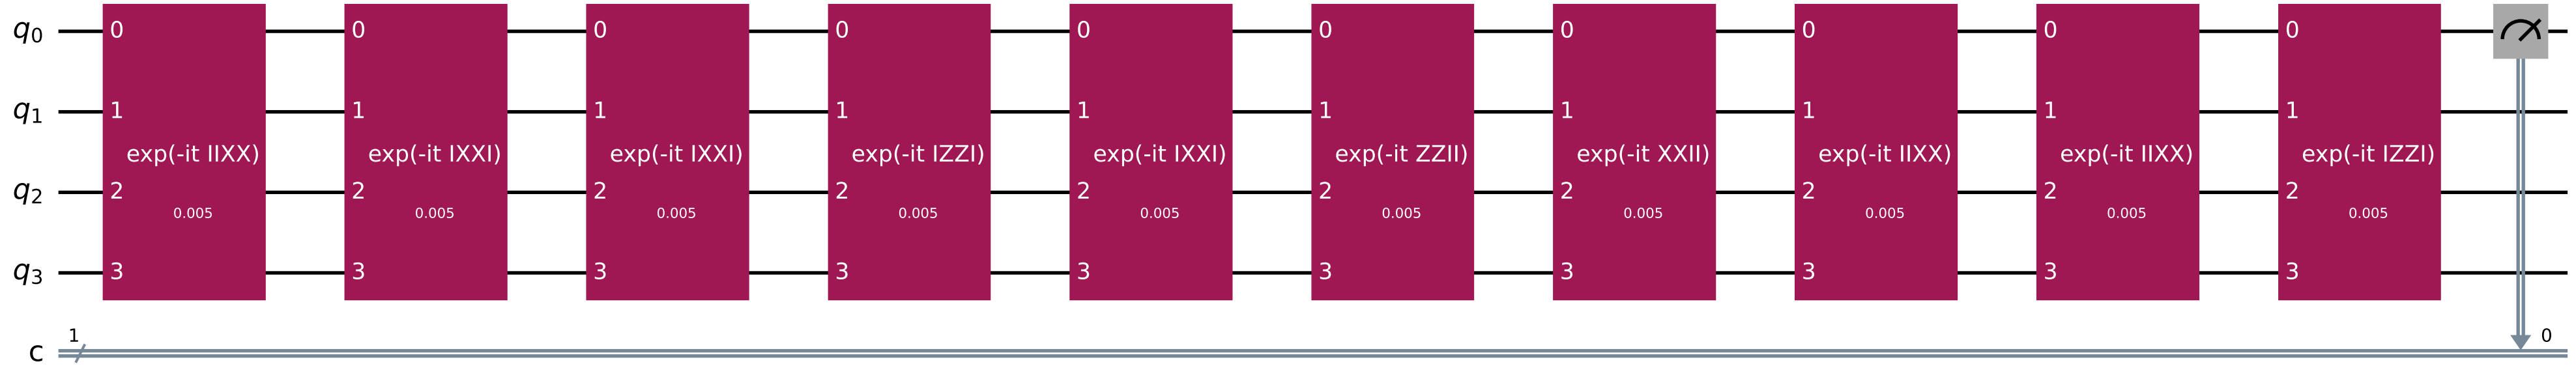 q0 0 0 0 0 0 0 0 0 0 0
q1 1 1 1 1 1 1 1 1 1 1
exp(-it IIXX) exp(-it IXXI) exp(-it IXXI) exp(-it IZZI) exp(-it IXXI) exp(-it ZZII) exp(-it XXII) exp(-it IIXX) exp(-it IIXX) exp(-it IZZI)
q2 2 2 2 2 2 2 2 2 2 2
0.005 0.005 0.005 0.005 0.005 0.005 0.005 0.005 0.005 0.005
q3 3 3 3 3 3 3 3 3 3 3
1 0
c